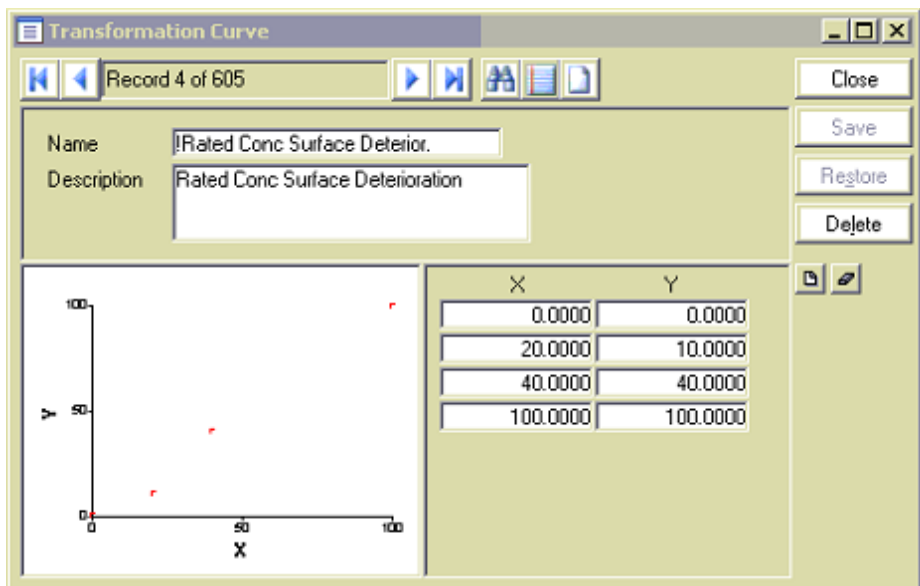 Transformation Curve
Record 4 of 605
Close
Save
Restore
Delete
Name !Rated Conc Surface Deterior.
Description Rated Conc Surface Deterioration
100
50
0
Y
0 50 100
X
X Y
0.0000 0.0000
20.0000 10.0000
40.0000 40.0000
100.0000 100.0000